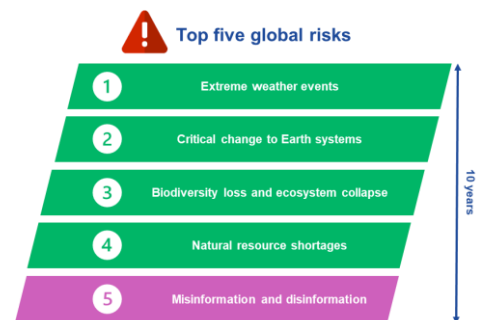 Top five global risks
1 Extreme weather events
2 Critical change to Earth systems
3 Biodiversity loss and ecosystem collapse
4 Natural resource shortages
5 Misinformation and disinformation
10 years